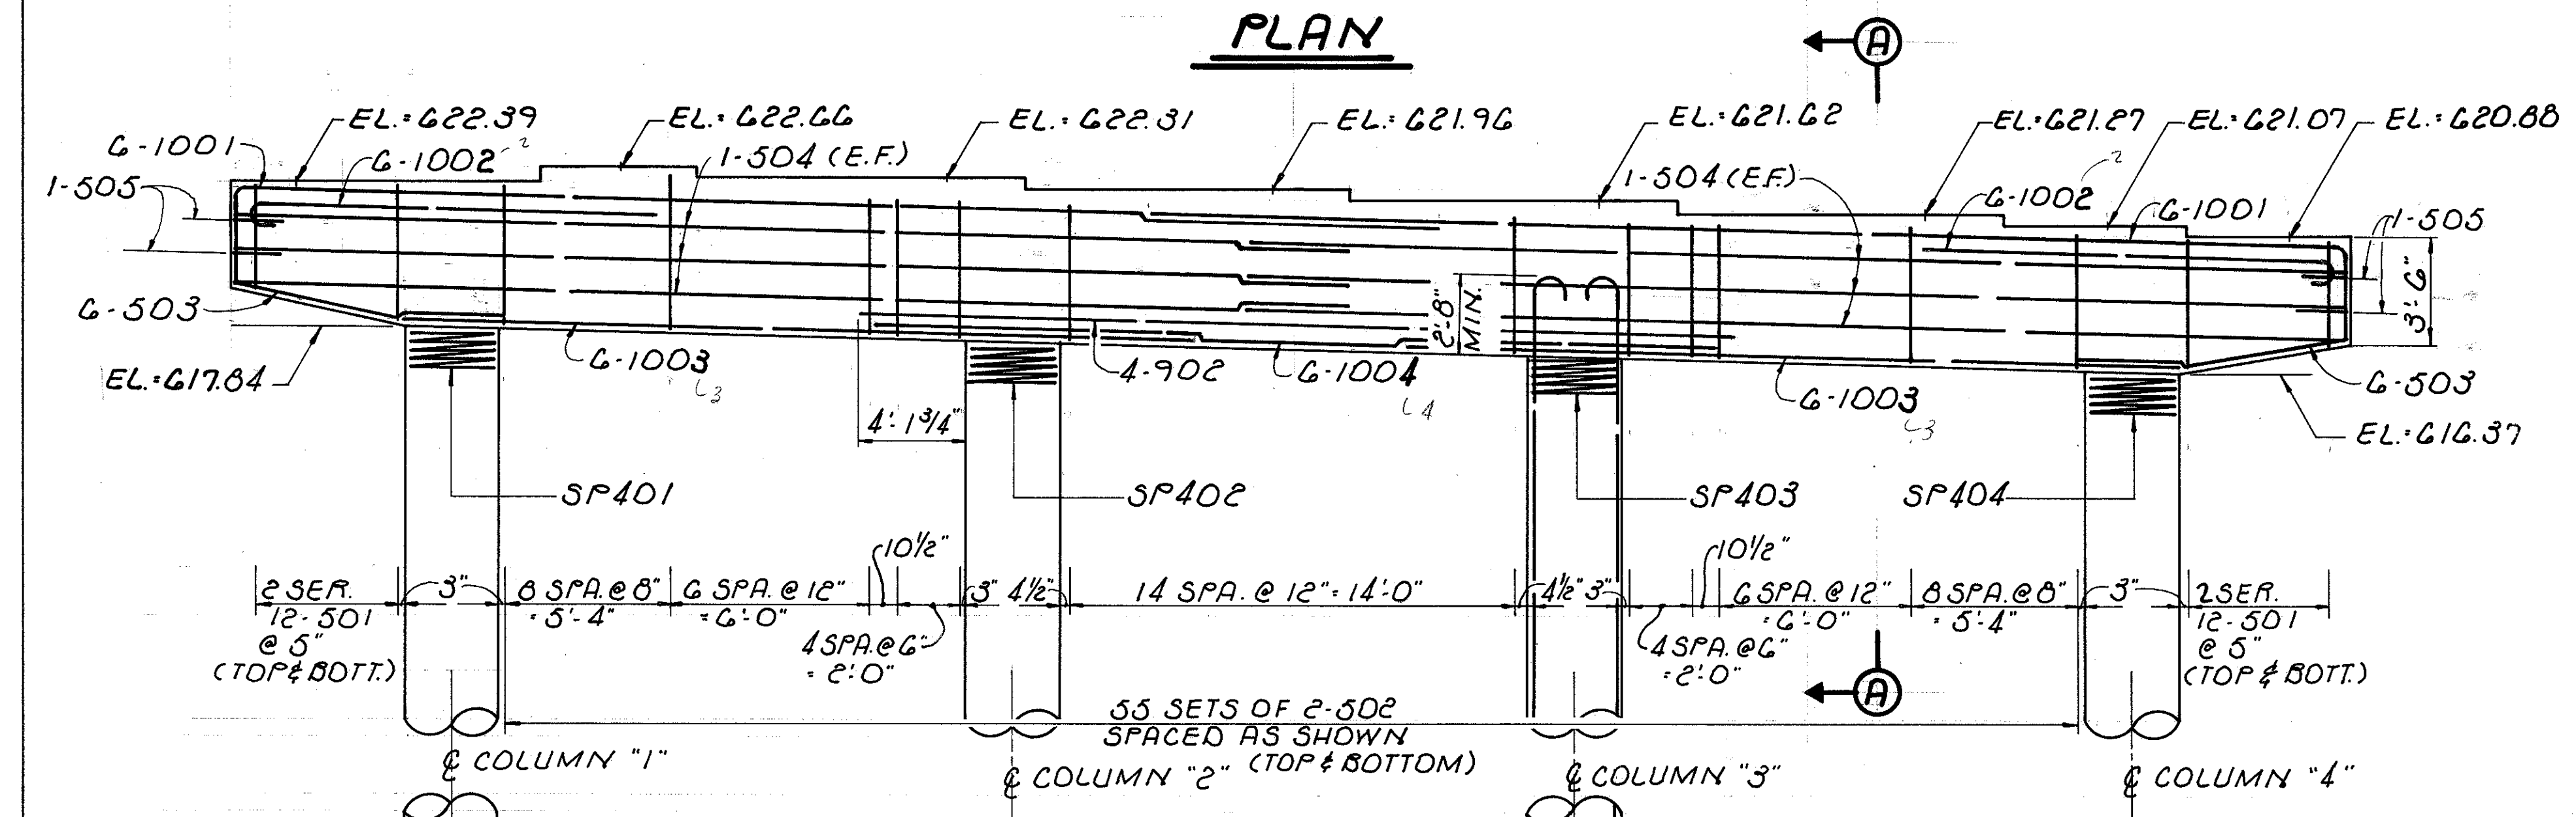 PLAN
A
EL.=622.39
EL.=622.66
EL.=622.31
EL.=621.96
EL.=621.62
EL.=621.27
EL.=621.07
EL.=620.88
6-1001
6-1002 2
1-504 (E.F.)
1-504 (E.F.)
2
6-1002
6-1001
1-505
1-505
6-503
EL.=617.84
6-1003
3
4'-1 3/4"
4-902
6-1004
4
2'-8"
MIN.
6-1003
3
3'-6"
6-503
EL.=616.37
SP401
SP402
SP403
SP404
10 1/2"
10 1/2"
2 SER.
12-501
@ 5"
(TOP & BOTT.)
3"
8 SPA. @ 8"
= 5'-4"
6 SPA. @ 12"
= 6'-0"
4 SPA. @ 6"
= 2'-0"
3"
4 1/2"
14 SPA. @ 12" = 14'-0"
4 1/2"
3"
4 SPA. @ 6"
= 2'-0"
6 SPA. @ 12"
= 6'-0"
8 SPA. @ 8"
= 5'-4"
3"
2 SER.
12-501
@ 5"
(TOP & BOTT.)
A
55 SETS OF 2-502
SPACED AS SHOWN
(TOP & BOTTOM)
℄ COLUMN "1"
℄ COLUMN "2"
℄ COLUMN "3"
℄ COLUMN "4"